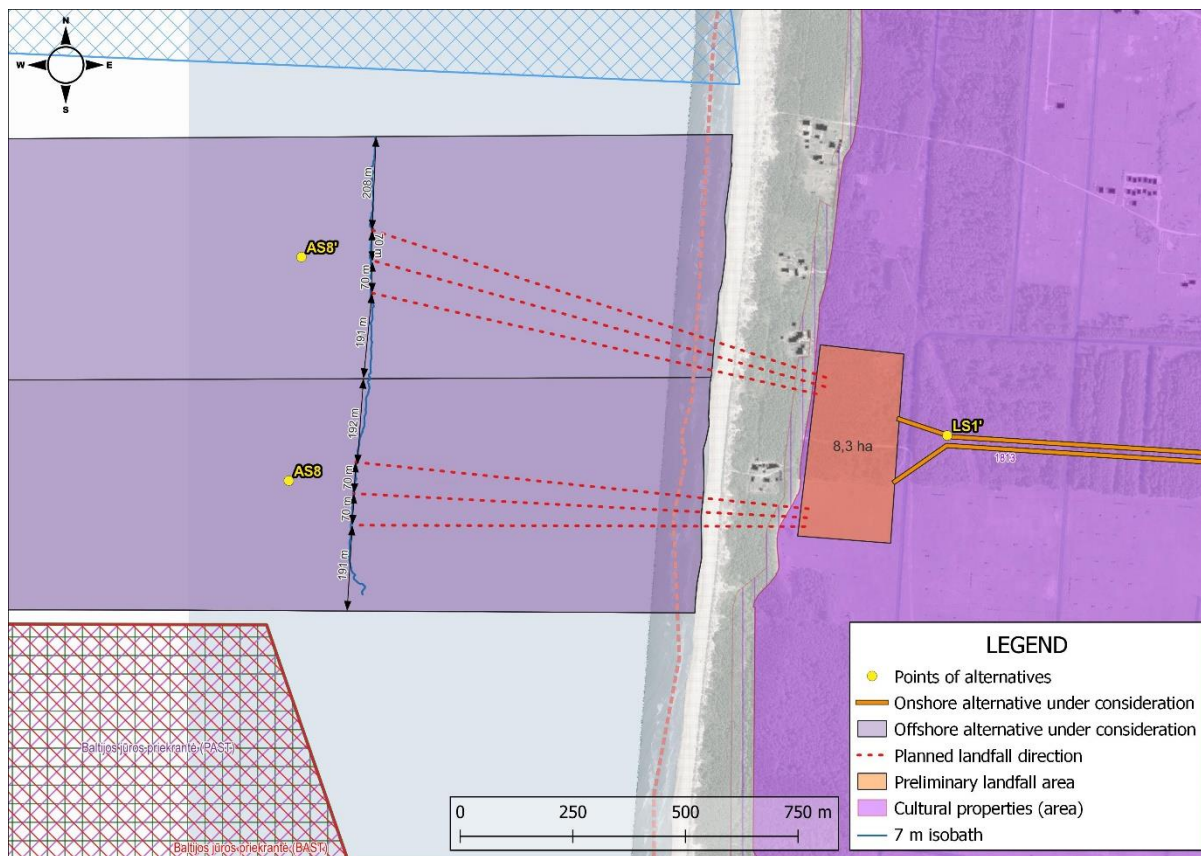 N
W E
S
208 m
70 m
AS8'
70 m
191 m
192 m
AS8
70 m
70 m
191 m
8,3 ha
LS1'
1813
Baltijos jūros priekrantė (PAST)
Baltijos jūros priekrantė (BAST)
0 250 500 750 m
LEGEND
Points of alternatives
Onshore alternative under consideration
Offshore alternative under consideration
Planned landfall direction
Preliminary landfall area
Cultural properties (area)
7 m isobath